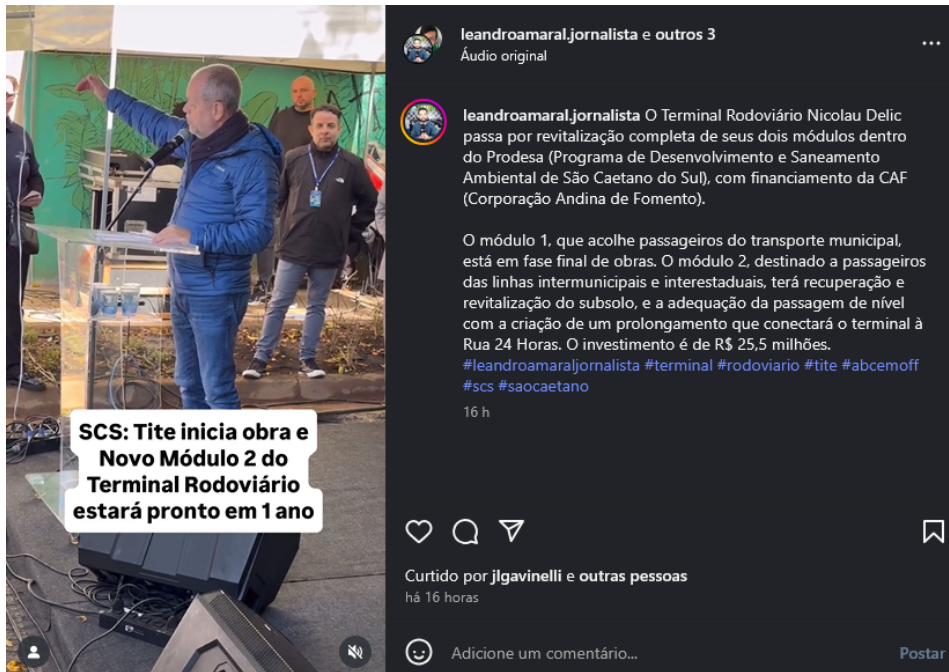 SCS: Tite inicia obra e
Novo Módulo 2 do
Terminal Rodoviário
estará pronto em 1 ano
leandroamaral.jornalista e outros 3
Áudio original
leandroamaral.jornalista O Terminal Rodoviário Nicolau Delic
passa por revitalização completa de seus dois módulos dentro
do Prodesa (Programa de Desenvolvimento e Saneamento
Ambiental de São Caetano do Sul), com financiamento da CAF
(Corporação Andina de Fomento).
O módulo 1, que acolhe passageiros do transporte municipal,
está em fase final de obras. O módulo 2, destinado a passageiros
das linhas intermunicipais e interestaduais, terá recuperação e
revitalização do subsolo, e a adequação da passagem de nível
com a criação de um prolongamento que conectará o terminal à
Rua 24 Horas. O investimento é de R$ 25,5 milhões.
#leandroamaraljornalista #terminal #rodoviario #tite #abcemoff
#scs #saocaetano
16 h
Curtido por jlgavinelli e outras pessoas
há 16 horas
Adicione um comentário...
Postar